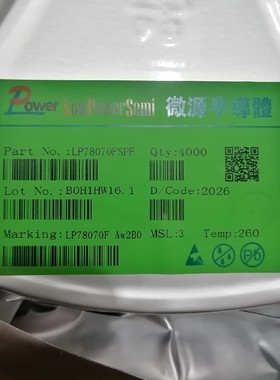 Power LowPowerSemi 微源半導體
Part No.:LP78070FSPF Qty:4000
Lot No.:B0H1HW16.1 D/Code:2026
Marking:LP78070F Aw2B0 MSL:3 Temp:260
Pb